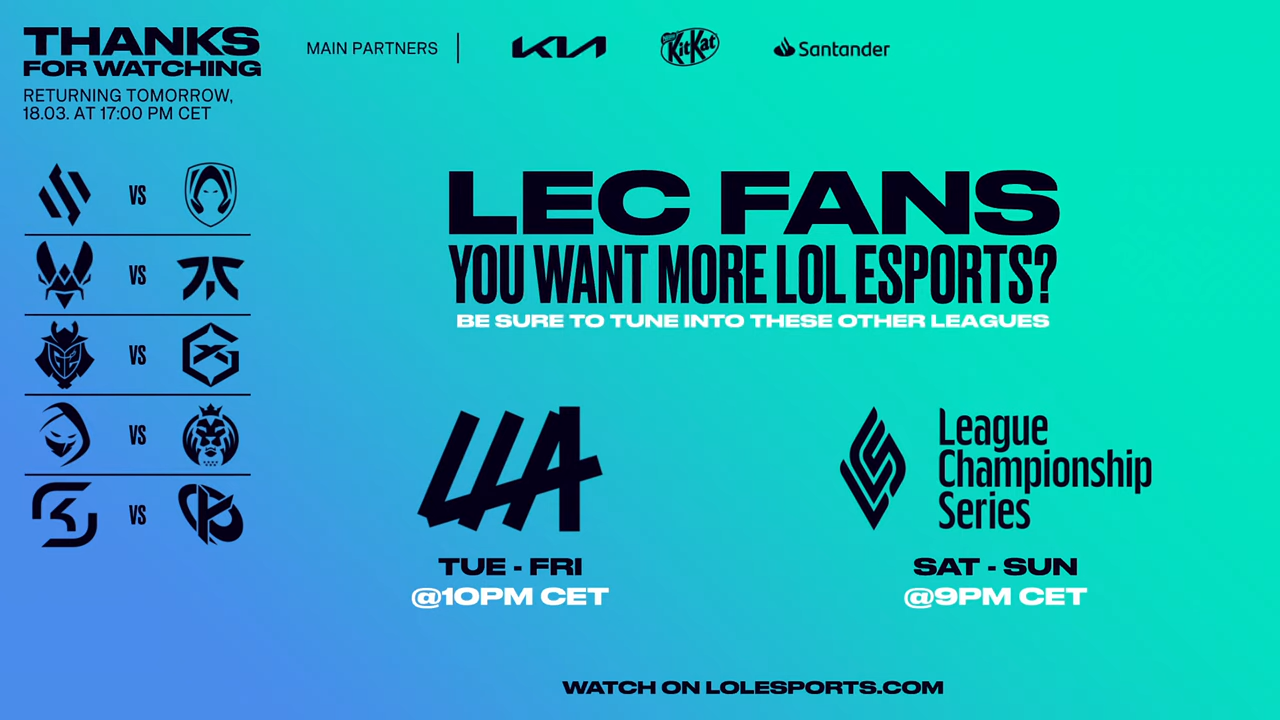 THANKS
FOR WATCHING
RETURNING TOMORROW,
18.03. AT 17:00 PM CET
MAIN PARTNERS
KIA
Nestle KitKat
Santander
VS
VS
G2 VS
VS
VS
LEC FANS
YOU WANT MORE LOL ESPORTS?
BE SURE TO TUNE INTO THESE OTHER LEAGUES
LLA
TUE - FRI
@10PM CET
League
Championship
Series
SAT - SUN
@9PM CET
WATCH ON LOLESPORTS.COM